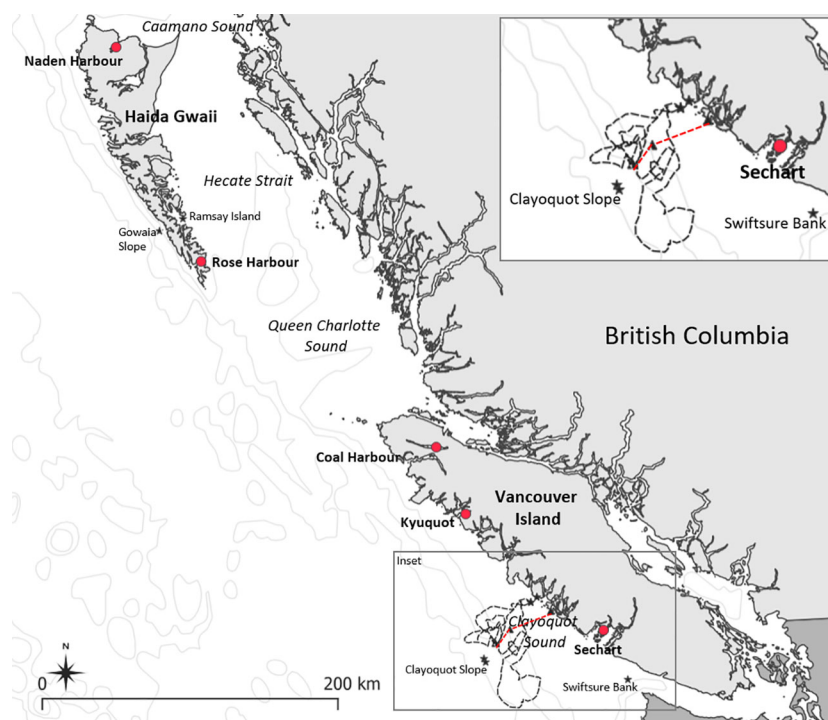 Caamano Sound
Naden Harbour
Haida Gwaii
Hecate Strait
Ramsay Island
Gowaia
Slope
Rose Harbour
Queen Charlotte
Sound
British Columbia
Sechart
Clayoquot Slope
Swiftsure Bank
Coal Harbour
Vancouver
Island
Kyuquot
Inset
Clayoquot
Sound
Sechart
Clayoquot Slope
Swiftsure Bank
N
0
200 km